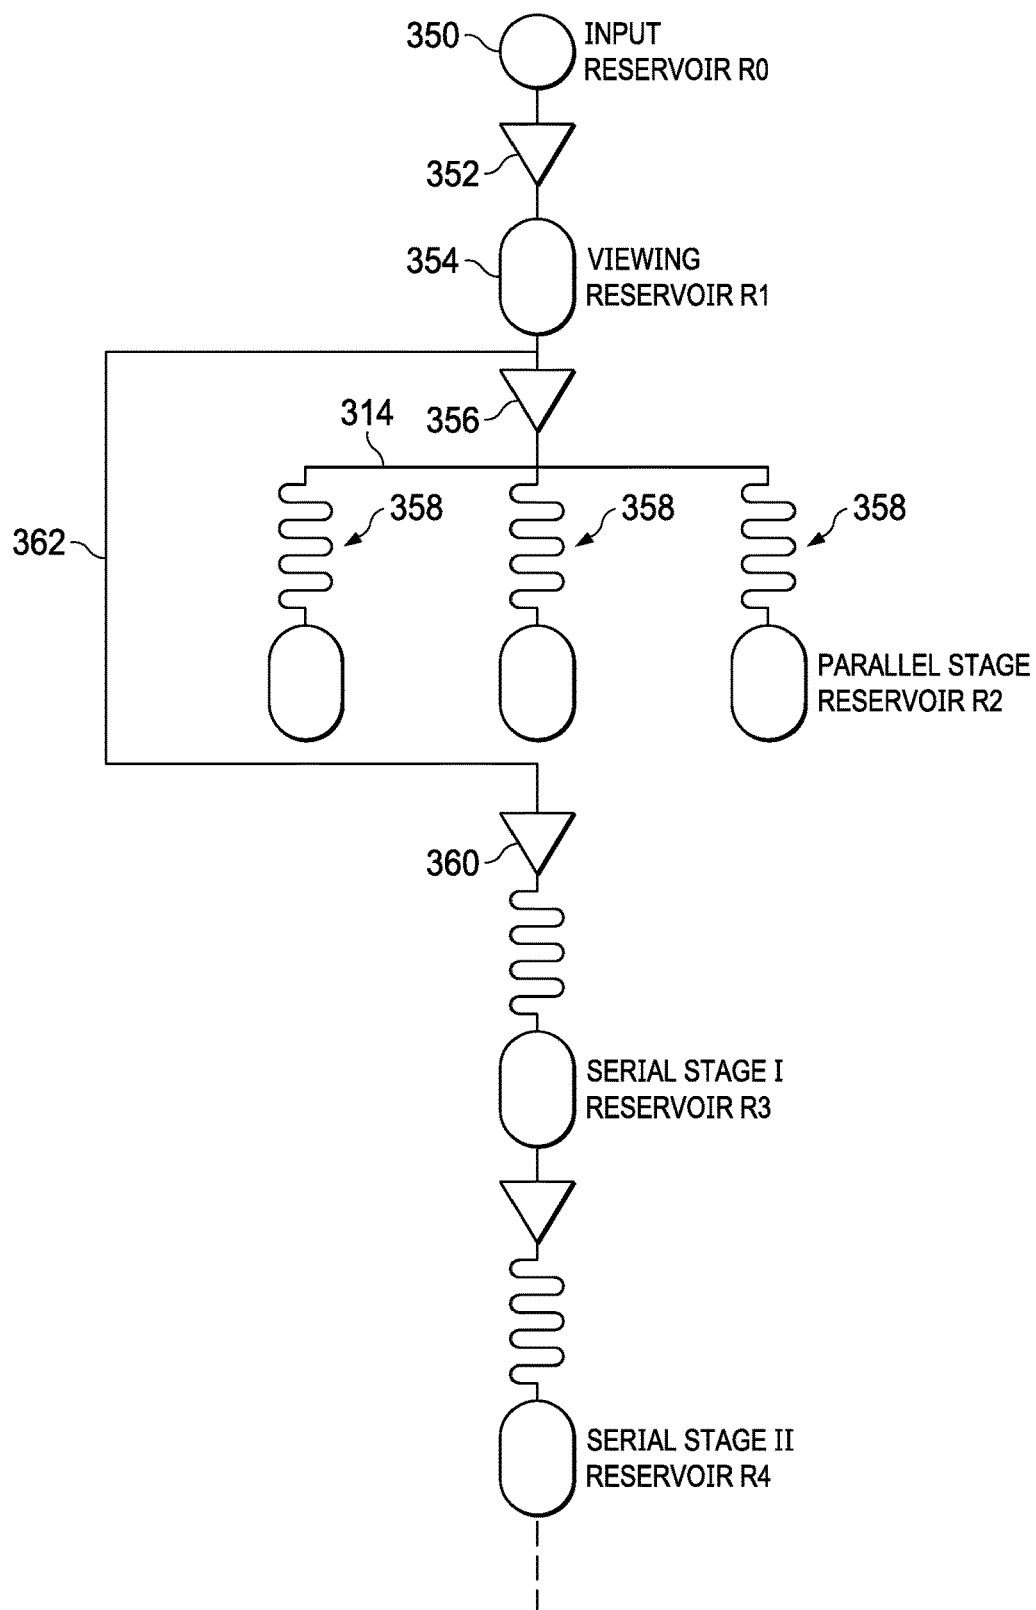 350
INPUT
RESERVOIR R0
352
354
VIEWING
RESERVOIR R1
356
314
358
358
358
362
PARALLEL STAGE
RESERVOIR R2
360
SERIAL STAGE I
RESERVOIR R3
SERIAL STAGE II
RESERVOIR R4